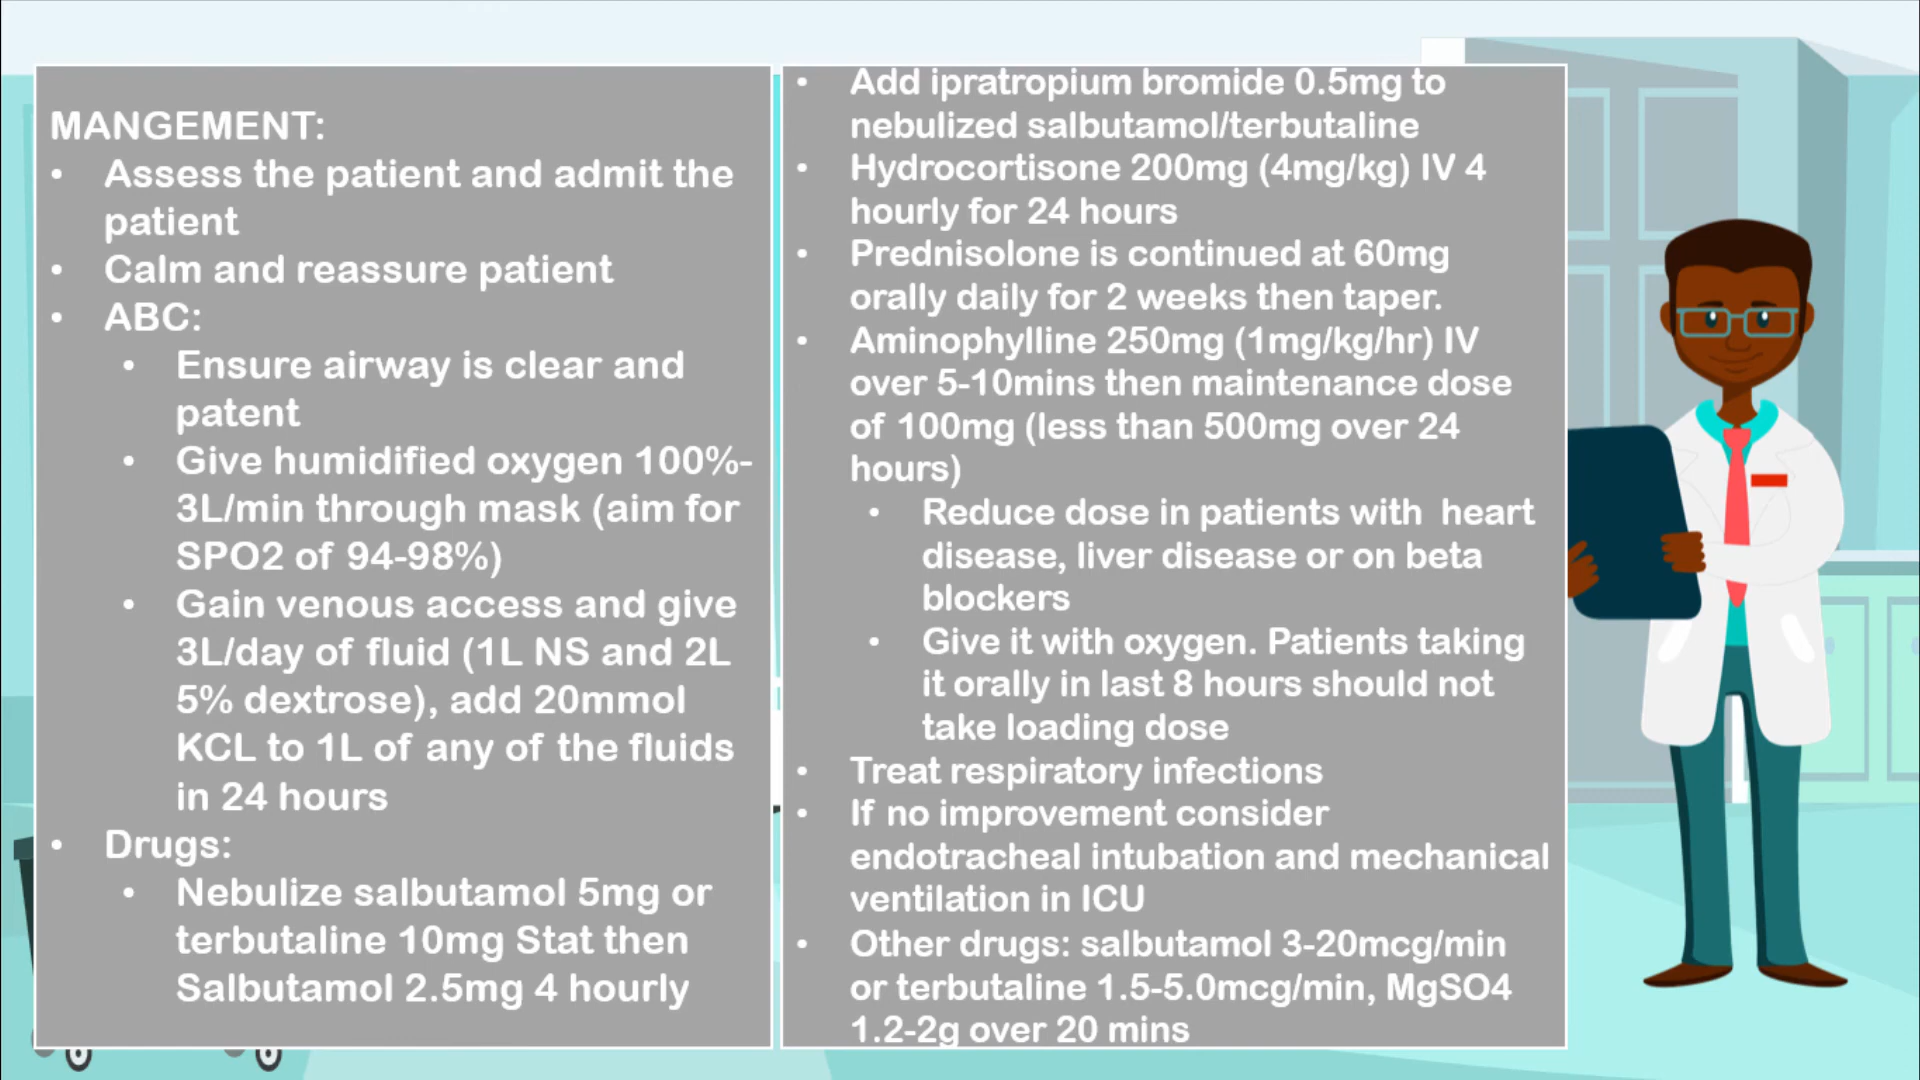 MANGEMENT:
• Assess the patient and admit the
patient
• Calm and reassure patient
• ABC:
• Ensure airway is clear and
patent
• Give humidified oxygen 100%-
3L/min through mask (aim for
SPO2 of 94-98%)
• Gain venous access and give
3L/day of fluid (1L NS and 2L
5% dextrose), add 20mmol
KCL to 1L of any of the fluids
in 24 hours
• Drugs:
• Nebulize salbutamol 5mg or
terbutaline 10mg Stat then
Salbutamol 2.5mg 4 hourly
• Add ipratropium bromide 0.5mg to
nebulized salbutamol/terbutaline
• Hydrocortisone 200mg (4mg/kg) IV 4
hourly for 24 hours
• Prednisolone is continued at 60mg
orally daily for 2 weeks then taper.
• Aminophylline 250mg (1mg/kg/hr) IV
over 5-10mins then maintenance dose
of 100mg (less than 500mg over 24
hours)
• Reduce dose in patients with heart
disease, liver disease or on beta
blockers
• Give it with oxygen. Patients taking
it orally in last 8 hours should not
take loading dose
• Treat respiratory infections
• If no improvement consider
endotracheal intubation and mechanical
ventilation in ICU
• Other drugs: salbutamol 3-20mcg/min
or terbutaline 1.5-5.0mcg/min, MgSO4
1.2-2g over 20 mins